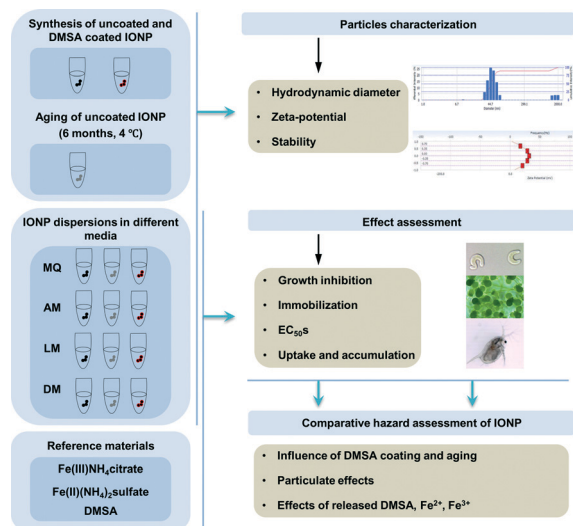 Synthesis of uncoated and
DMSA coated IONP
Aging of uncoated IONP
(6 months, 4 ºC)
Particles characterization
• Hydrodynamic diameter
• Zeta-potential
• Stability
IONP dispersions in different
media
MQ
AM
LM
DM
Effect assessment
• Growth inhibition
• Immobilization
• EC₅₀s
• Uptake and accumulation
Reference materials
Fe(III)NH₄citrate
Fe(II)(NH₄)₂sulfate
DMSA
Comparative hazard assessment of IONP
• Influence of DMSA coating and aging
• Particulate effects
• Effects of released DMSA, Fe²⁺, Fe³⁺